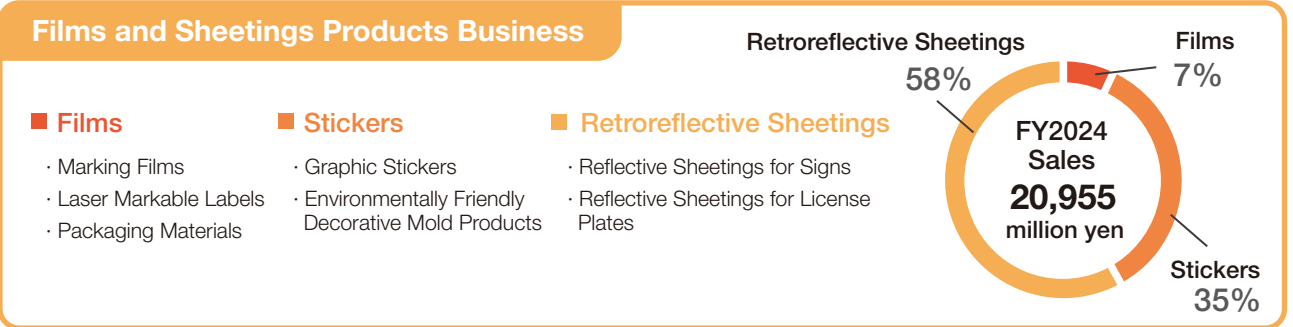 Films and Sheetings Products Business
Films
· Marking Films
· Laser Markable Labels
· Packaging Materials
Stickers
· Graphic Stickers
· Environmentally Friendly
Decorative Mold Products
Retroreflective Sheetings
· Reflective Sheetings for Signs
· Reflective Sheetings for License
Plates
Retroreflective Sheetings
58%
Films
7%
FY2024
Sales
20,955
million yen
Stickers
35%